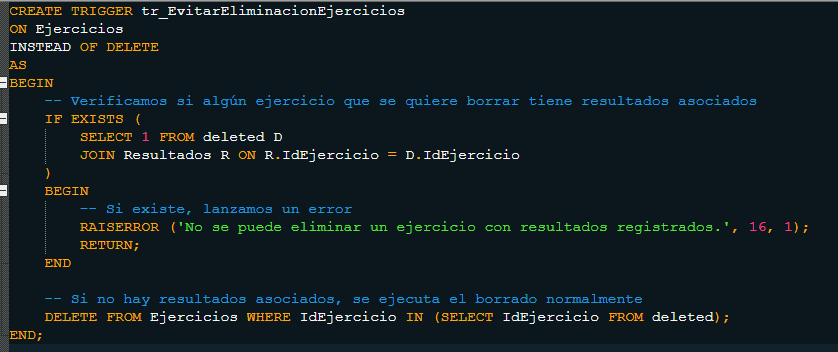 CREATE TRIGGER tr_EvitarEliminacionEjercicios
ON Ejercicios
INSTEAD OF DELETE
AS
BEGIN
-- Verificamos si algún ejercicio que se quiere borrar tiene resultados asociados
IF EXISTS (
SELECT 1 FROM deleted D
JOIN Resultados R ON R.IdEjercicio = D.IdEjercicio
)
BEGIN
-- Si existe, lanzamos un error
RAISERROR ('No se puede eliminar un ejercicio con resultados registrados.', 16, 1);
RETURN;
END
-- Si no hay resultados asociados, se ejecuta el borrado normalmente
DELETE FROM Ejercicios WHERE IdEjercicio IN (SELECT IdEjercicio FROM deleted);
END;